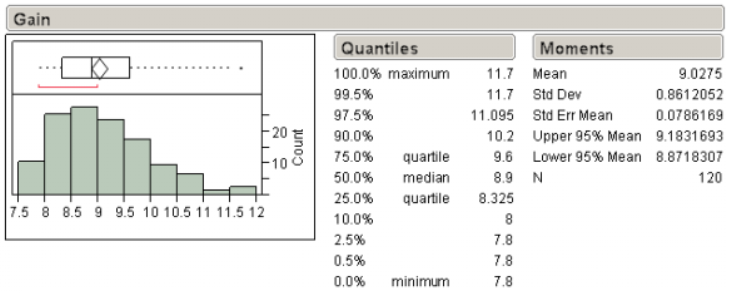 Gain
20
10
Count
7.5 8 8.5 9 9.5 10 10.5 11 11.5 12
Quantiles
100.0% maximum 11.7
99.5% 11.7
97.5% 11.095
90.0% 10.2
75.0% quartile 9.6
50.0% median 8.9
25.0% quartile 8.325
10.0% 8
2.5% 7.8
0.5% 7.8
0.0% minimum 7.8
Moments
Mean 9.0275
Std Dev 0.8612052
Std Err Mean 0.0786169
Upper 95% Mean 9.1831693
Lower 95% Mean 8.8718307
N 120